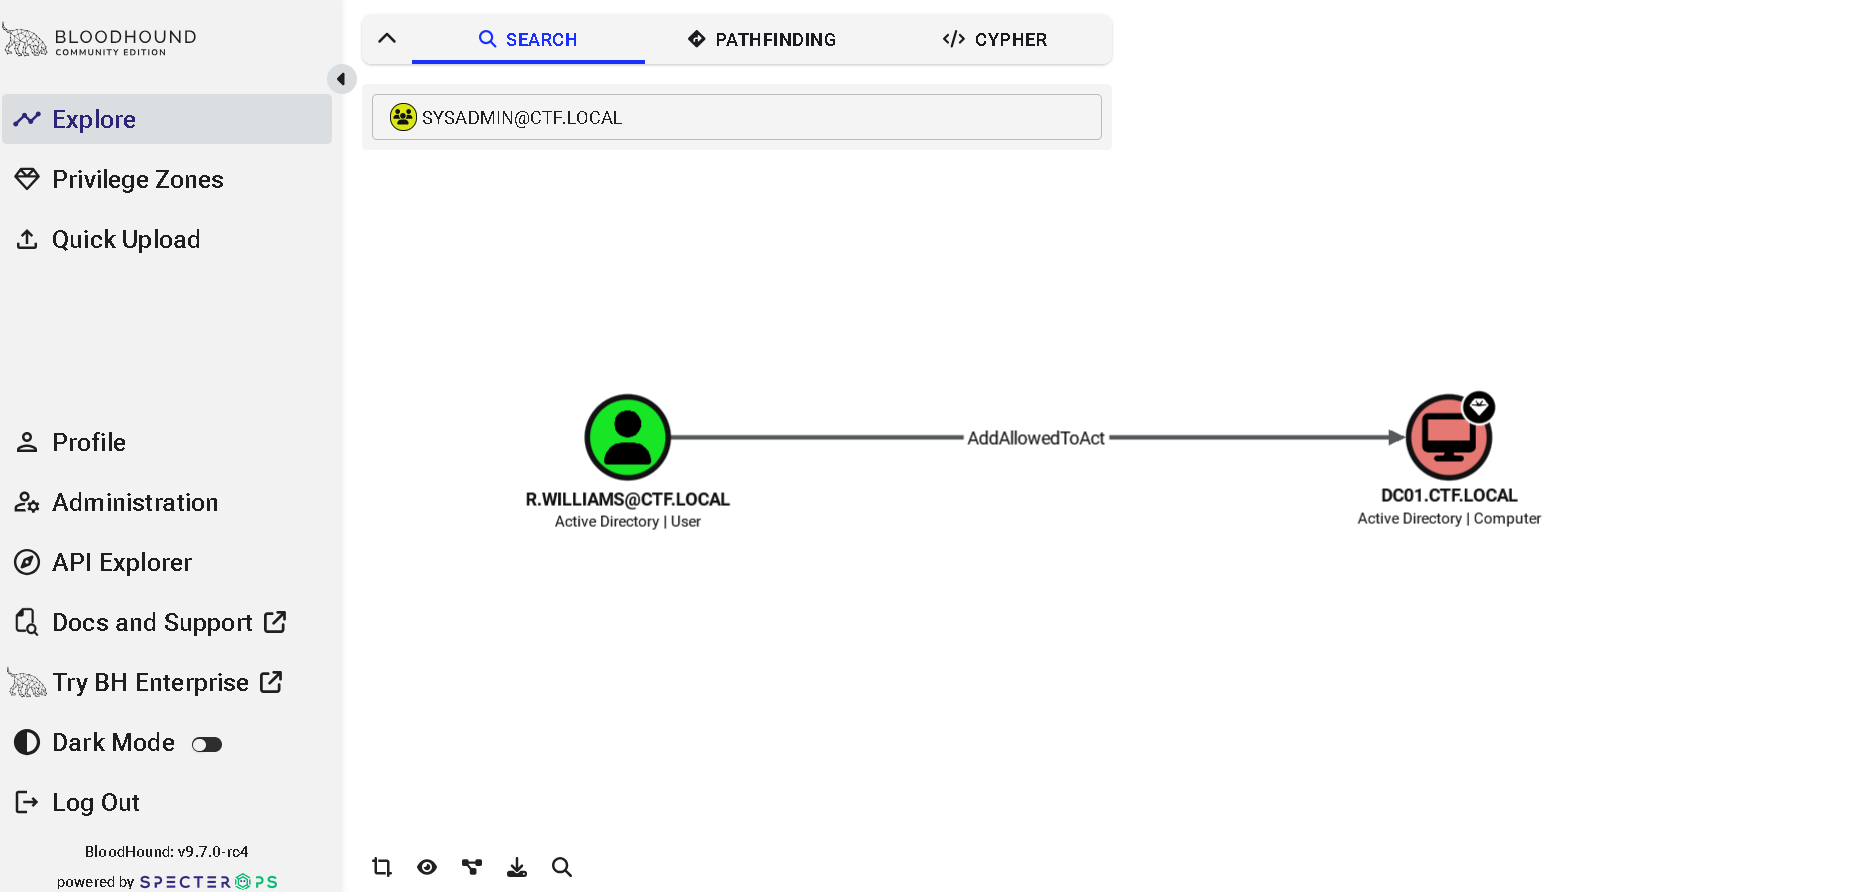 BLOODHOUND
COMMUNITY EDITION
Explore
Privilege Zones
Quick Upload
Profile
Administration
API Explorer
Docs and Support
Try BH Enterprise
Dark Mode
Log Out
BloodHound: v9.7.0-rc4
powered by SPECTEROPS
SEARCH
PATHFINDING
CYPHER
SYSADMIN@CTF.LOCAL
AddAllowedToAct
R.WILLIAMS@CTF.LOCAL
Active Directory | User
DC01.CTF.LOCAL
Active Directory | Computer